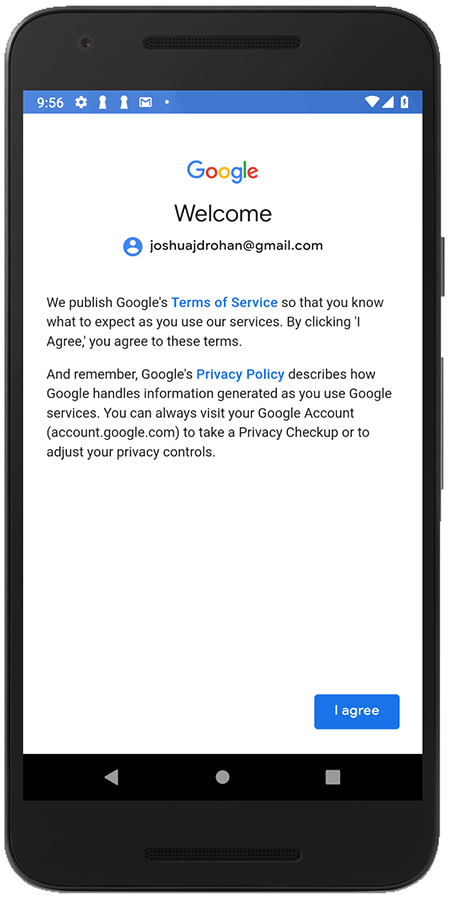 9:56
Google
Welcome
joshuajdrohan@gmail.com
We publish Google's Terms of Service so that you know
what to expect as you use our services. By clicking 'I
Agree,' you agree to these terms.
And remember, Google's Privacy Policy describes how
Google handles information generated as you use Google
services. You can always visit your Google Account
(account.google.com) to take a Privacy Checkup or to
adjust your privacy controls.
I agree